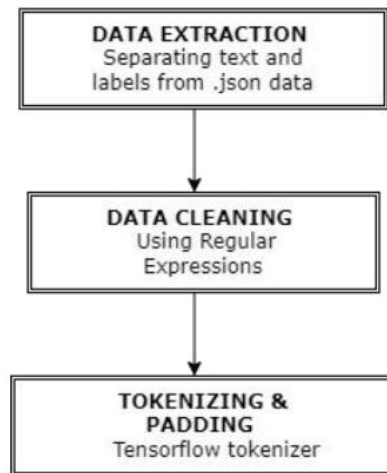 DATA EXTRACTION
Separating text and
labels from .json data
DATA CLEANING
Using Regular
Expressions
TOKENIZING &
PADDING
Tensorflow tokenizer